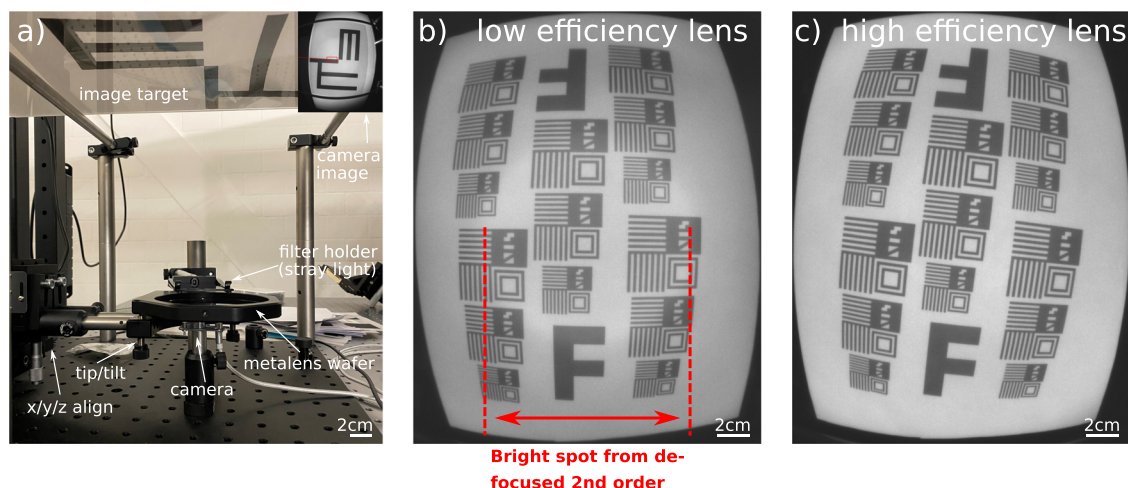 a)
image target
camera
image
filter holder
(stray light)
metalens wafer
tip/tilt
camera
x/y/z align
2cm
b) low efficiency lens
F
F
2cm
Bright spot from de-
focused 2nd order
c) high efficiency lens
F
F
2cm